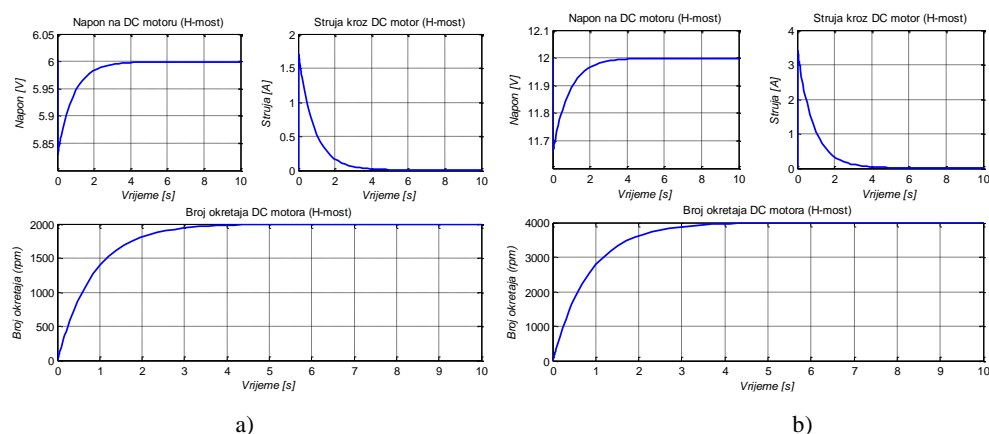 Napon na DC motoru (H-most)
6.05
6
5.95
5.9
5.85
Napon [V]
0 2 4 6 8 10
Vrijeme [s]
Struja kroz DC motor (H-most)
2
1.5
1
0.5
0
Struja [A]
0 2 4 6 8 10
Vrijeme [s]
Broj okretaja DC motora (H-most)
2000
1500
1000
500
0
Broj okretaja (rpm)
0 1 2 3 4 5 6 7 8 9 10
Vrijeme [s]
a)
Napon na DC motoru (H-most)
12.1
12
11.9
11.8
11.7
Napon [V]
0 2 4 6 8 10
Vrijeme [s]
Struja kroz DC motor (H-most)
4
3
2
1
0
Struja [A]
0 2 4 6 8 10
Vrijeme [s]
Broj okretaja DC motora (H-most)
4000
3000
2000
1000
0
Broj okretaja (rpm)
0 1 2 3 4 5 6 7 8 9 10
Vrijeme [s]
b)